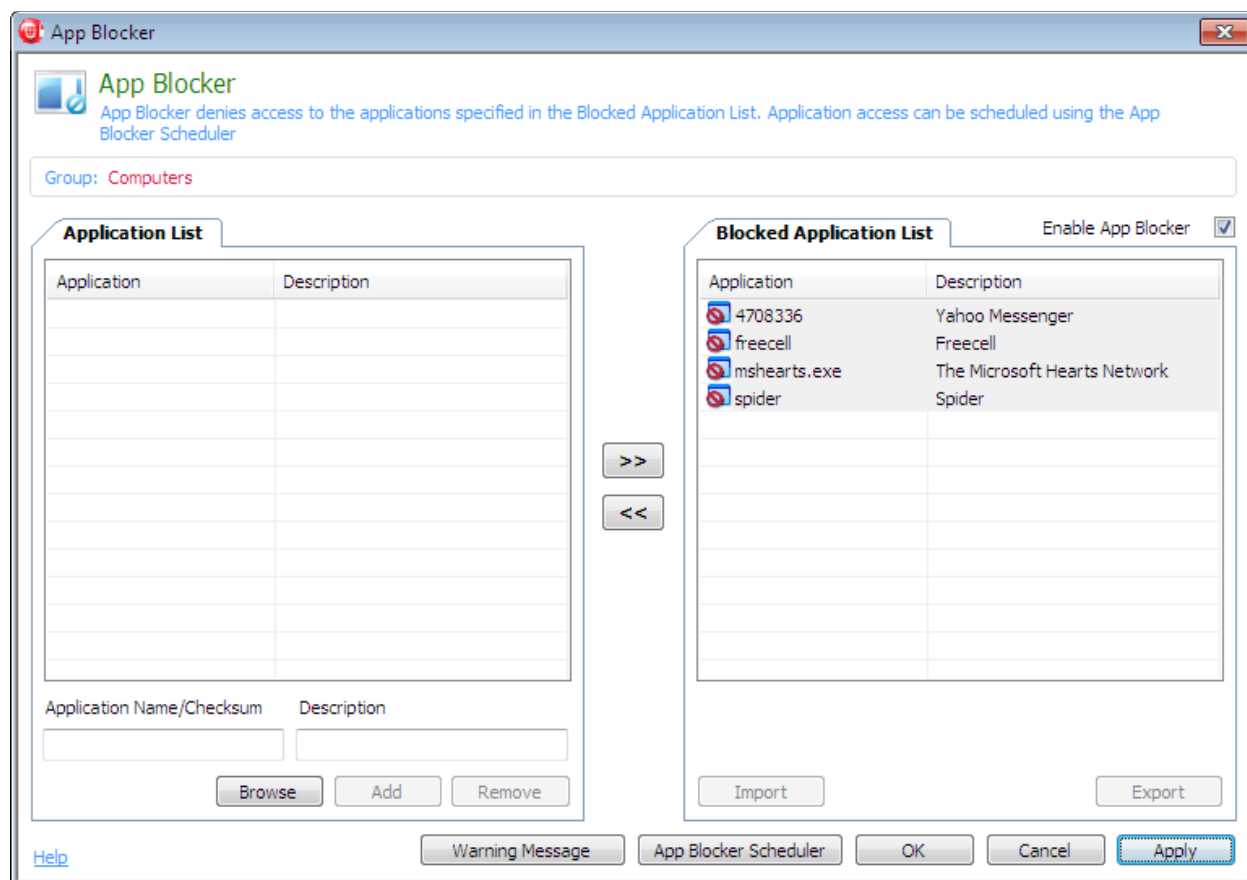 App Blocker
App Blocker
App Blocker denies access to the applications specified in the Blocked Application List. Application access can be scheduled using the App
Blocker Scheduler
Group: Computers
Application List
Application Description
Application Name/Checksum Description
Browse Add Remove
>>
<<
Blocked Application List
Enable App Blocker
Application Description
4708336 Yahoo Messenger
freecell Freecell
mshearts.exe The Microsoft Hearts Network
spider Spider
Import Export
Help
Warning Message App Blocker Scheduler OK Cancel Apply